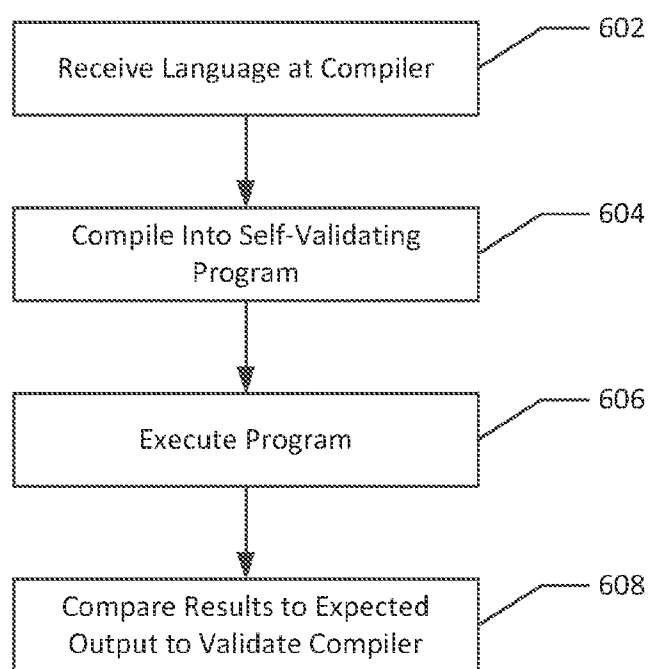 Receive Language at Compiler
602
Compile Into Self-Validating
Program
604
Execute Program
606
Compare Results to Expected
Output to Validate Compiler
608